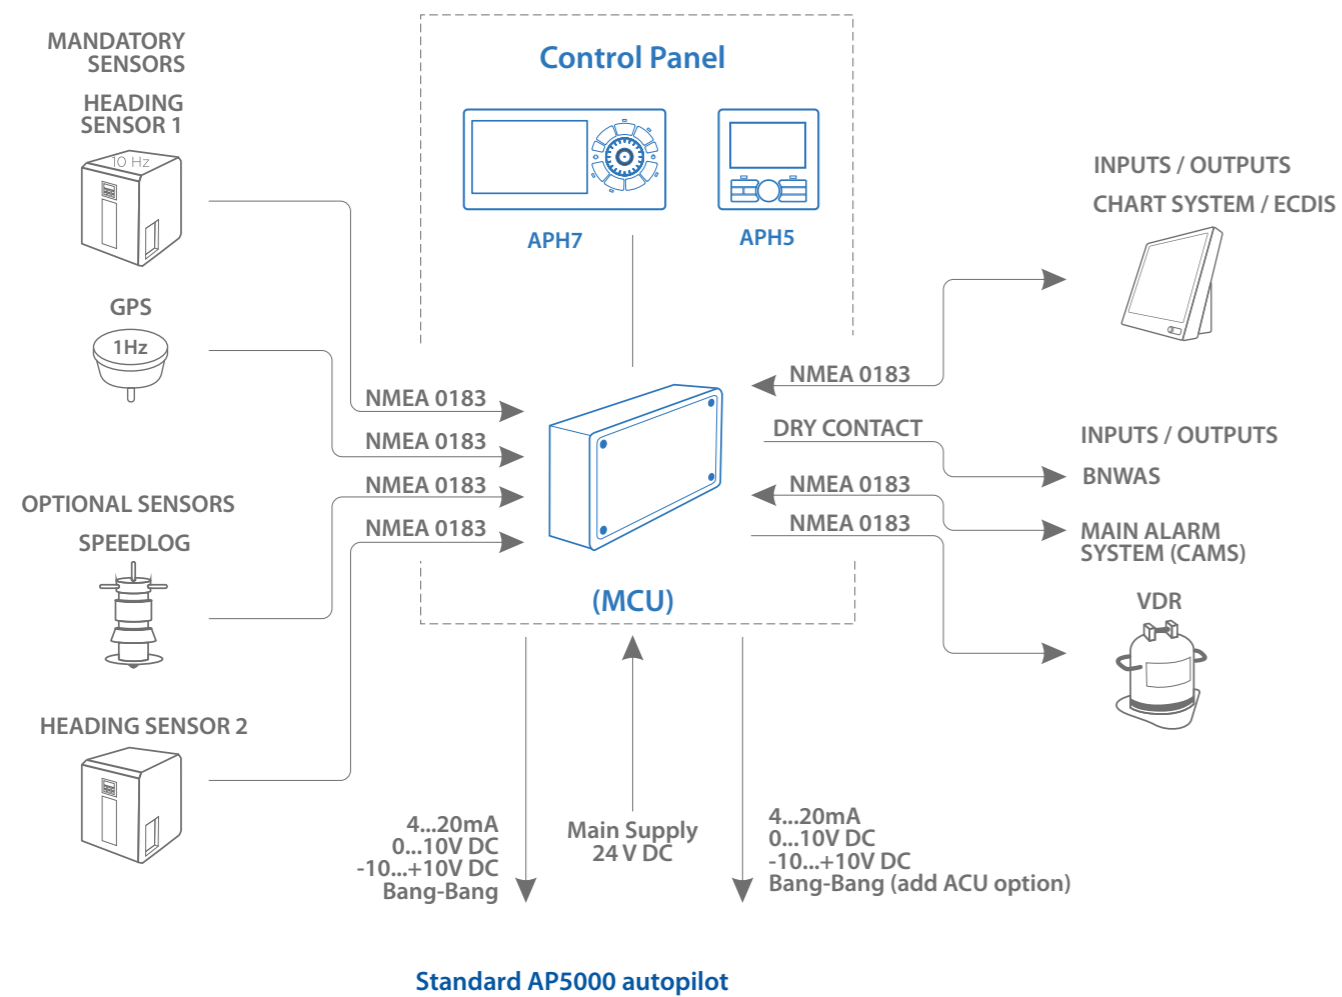 MANDATORY
SENSORS
HEADING
SENSOR 1
10 Hz
GPS
1Hz
OPTIONAL SENSORS
SPEEDLOG
HEADING SENSOR 2
Control Panel
APH7
APH5
NMEA 0183
NMEA 0183
NMEA 0183
NMEA 0183
(MCU)
NMEA 0183
DRY CONTACT
NMEA 0183
NMEA 0183
INPUTS / OUTPUTS
CHART SYSTEM / ECDIS
INPUTS / OUTPUTS
BNWAS
MAIN ALARM
SYSTEM (CAMS)
VDR
4...20mA
0...10V DC
-10...+10V DC
Bang-Bang
Main Supply
24 V DC
4...20mA
0...10V DC
-10...+10V DC
Bang-Bang (add ACU option)
Standard AP5000 autopilot